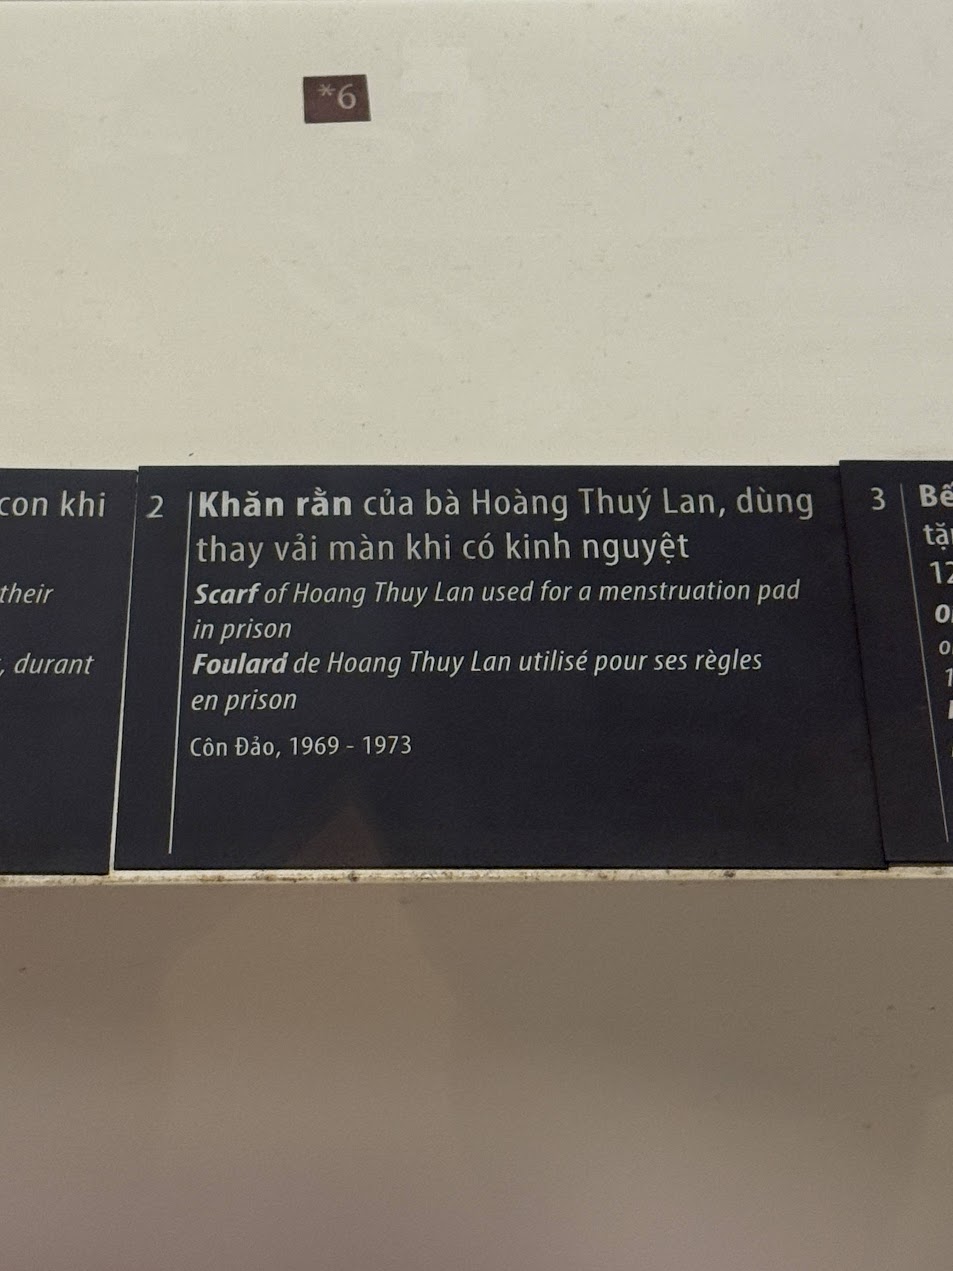 *6
con khi
their
, durant
2
Khăn rằn của bà Hoàng Thuý Lan, dùng
thay vải màn khi có kinh nguyệt
Scarf of Hoang Thuy Lan used for a menstruation pad
in prison
Foulard de Hoang Thuy Lan utilisé pour ses règles
en prison
Côn Đảo, 1969 - 1973
3